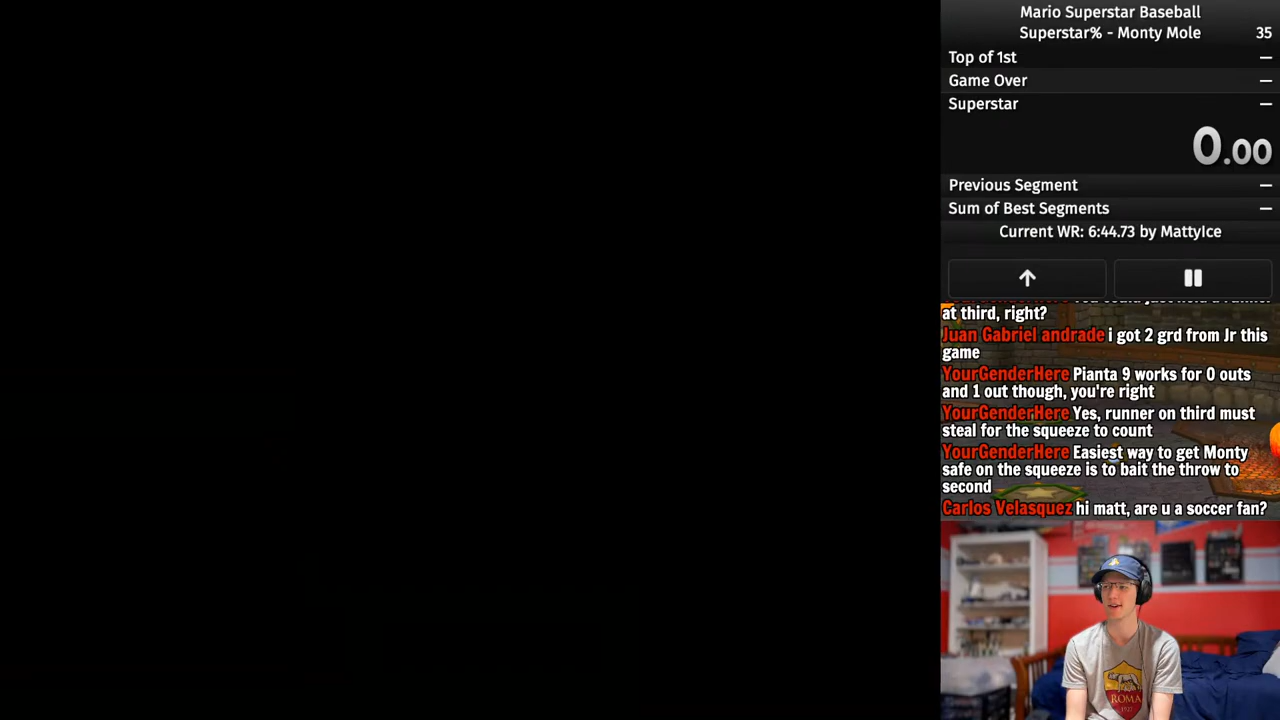 Mario Superstar Baseball
Superstar% - Monty Mole 35
Top of 1st —
Game Over —
Superstar —
0.00
Previous Segment —
Sum of Best Segments —
Current WR: 6:44.73 by MattyIce
at third, right?
Juan Gabriel andrade i got 2 grd from Jr this
game
YourGenderHere Pianta 9 works for 0 outs
and 1 out though, you're right
YourGenderHere Yes, runner on third must
steal for the squeeze to count
YourGenderHere Easiest way to get Monty
safe on the squeeze is to bait the throw to
second
Carlos Velasquez hi matt, are u a soccer fan?
ROMA
1927